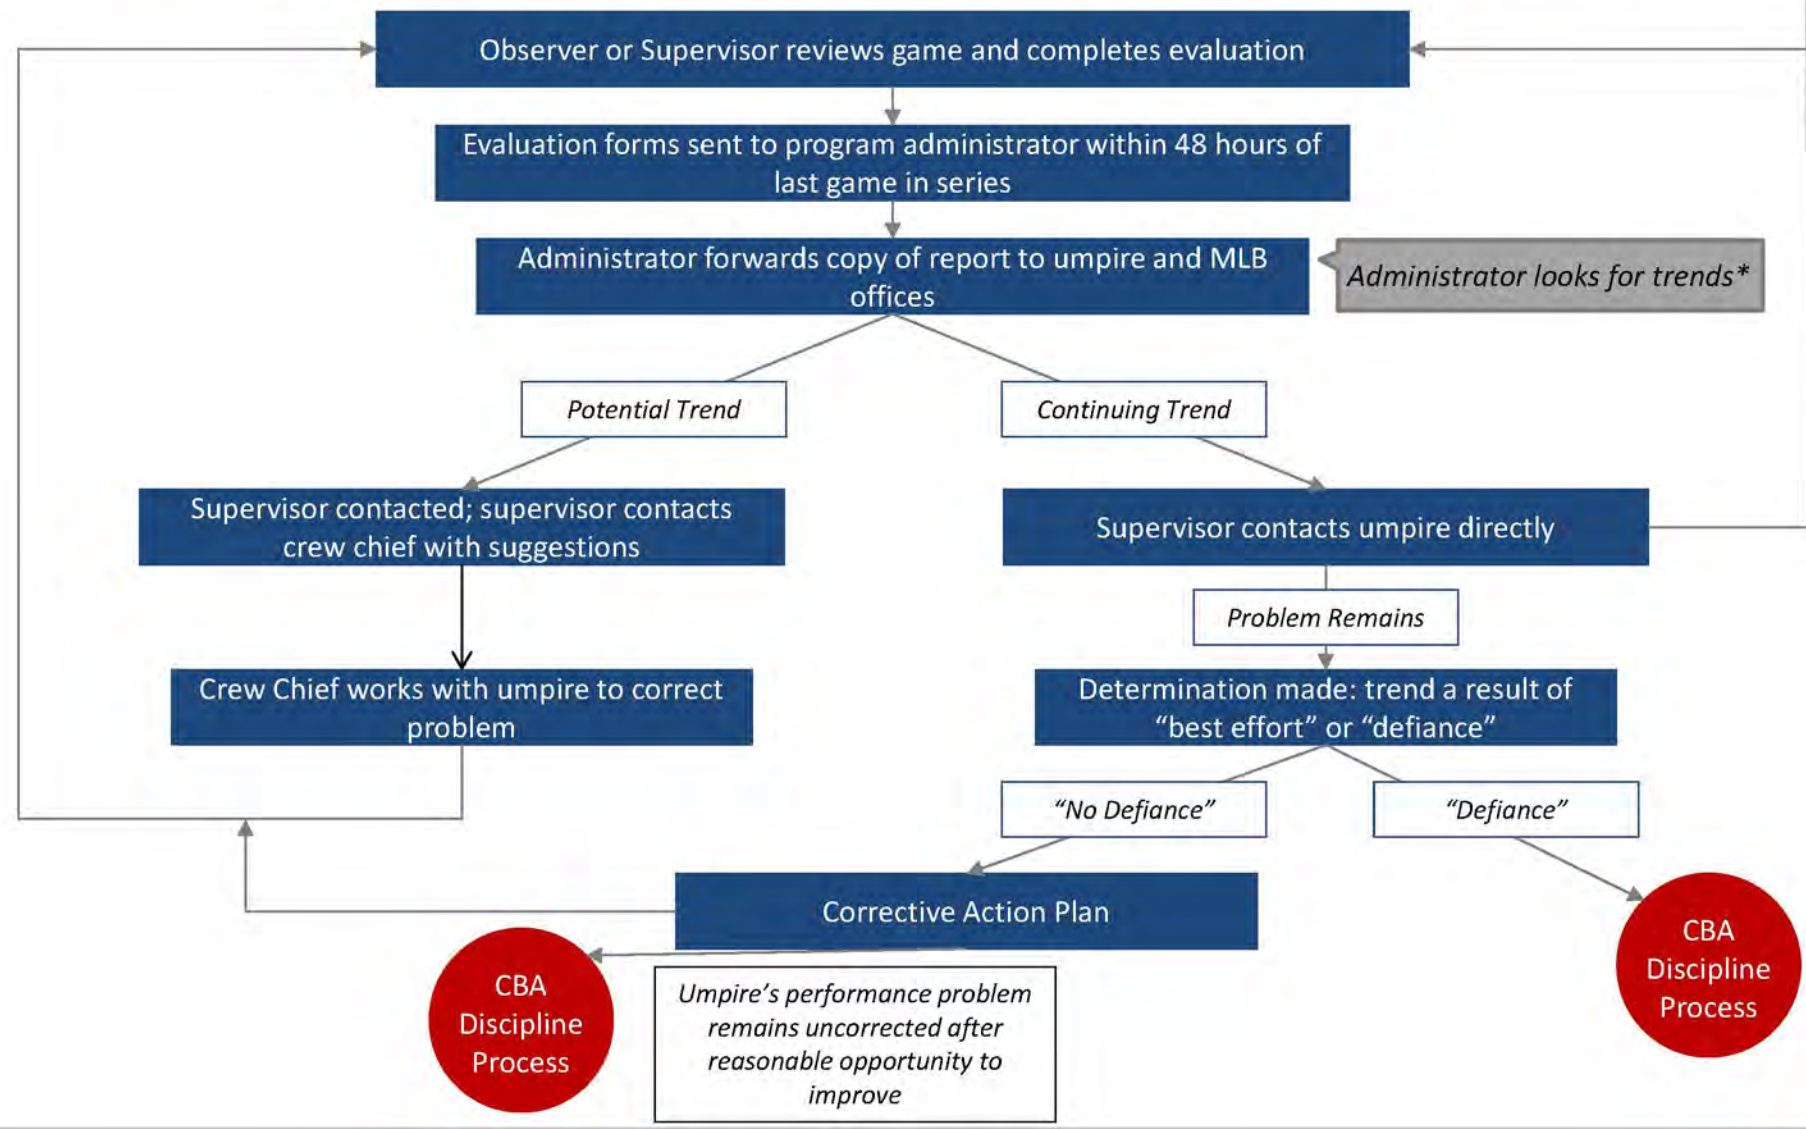 Observer or Supervisor reviews game and completes evaluation
Evaluation forms sent to program administrator within 48 hours of
last game in series
Administrator forwards copy of report to umpire and MLB
offices
Administrator looks for trends*
Potential Trend
Continuing Trend
Supervisor contacted; supervisor contacts
crew chief with suggestions
Supervisor contacts umpire directly
Problem Remains
Crew Chief works with umpire to correct
problem
Determination made: trend a result of
“best effort” or “defiance”
“No Defiance”
“Defiance”
Corrective Action Plan
CBA
Discipline
Process
Umpire’s performance problem
remains uncorrected after
reasonable opportunity to
improve
CBA
Discipline
Process